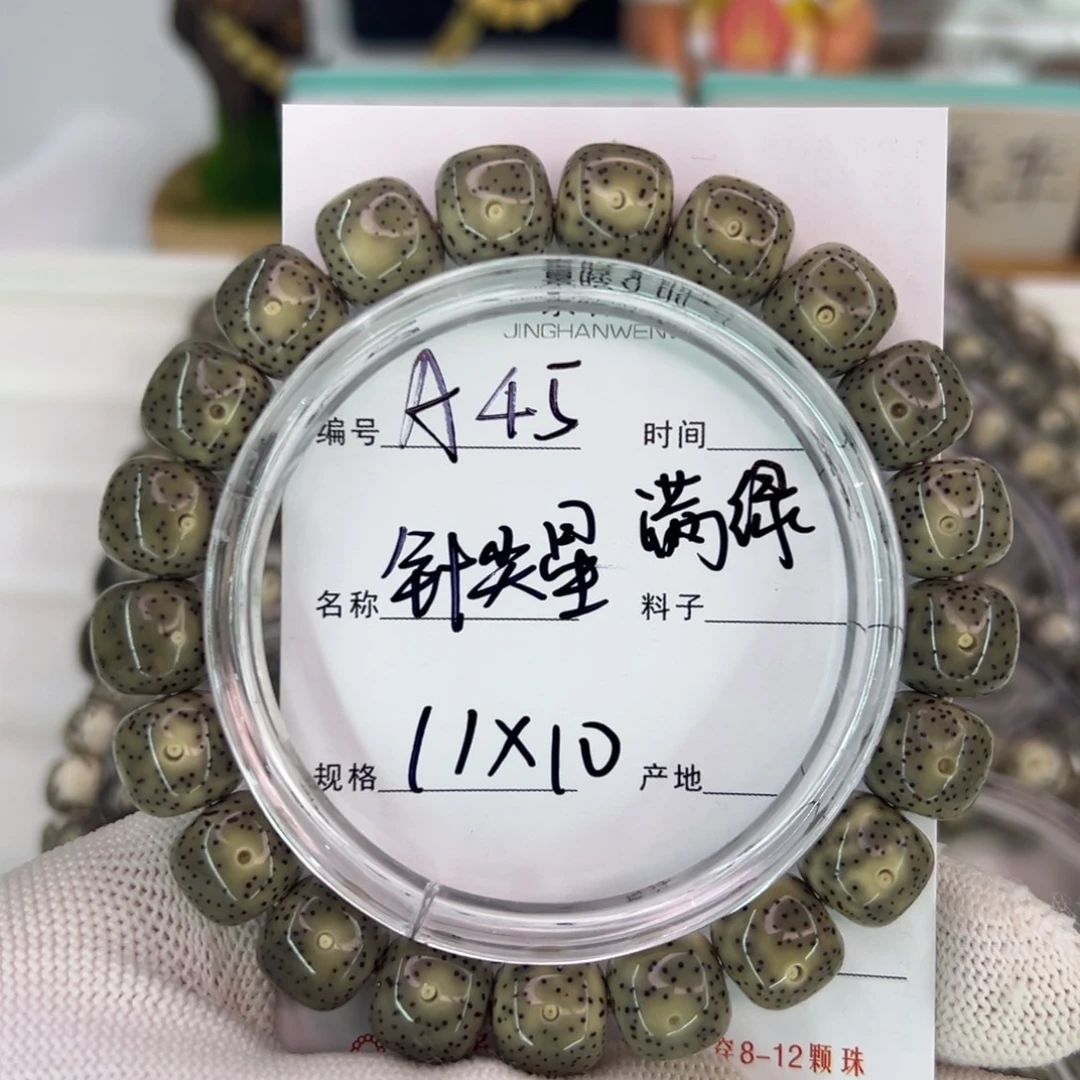 JINGHANWEN
编号 A45 时间
满绿
名称 针尖星 料子
规格 11X10 产地
8-12颗珠